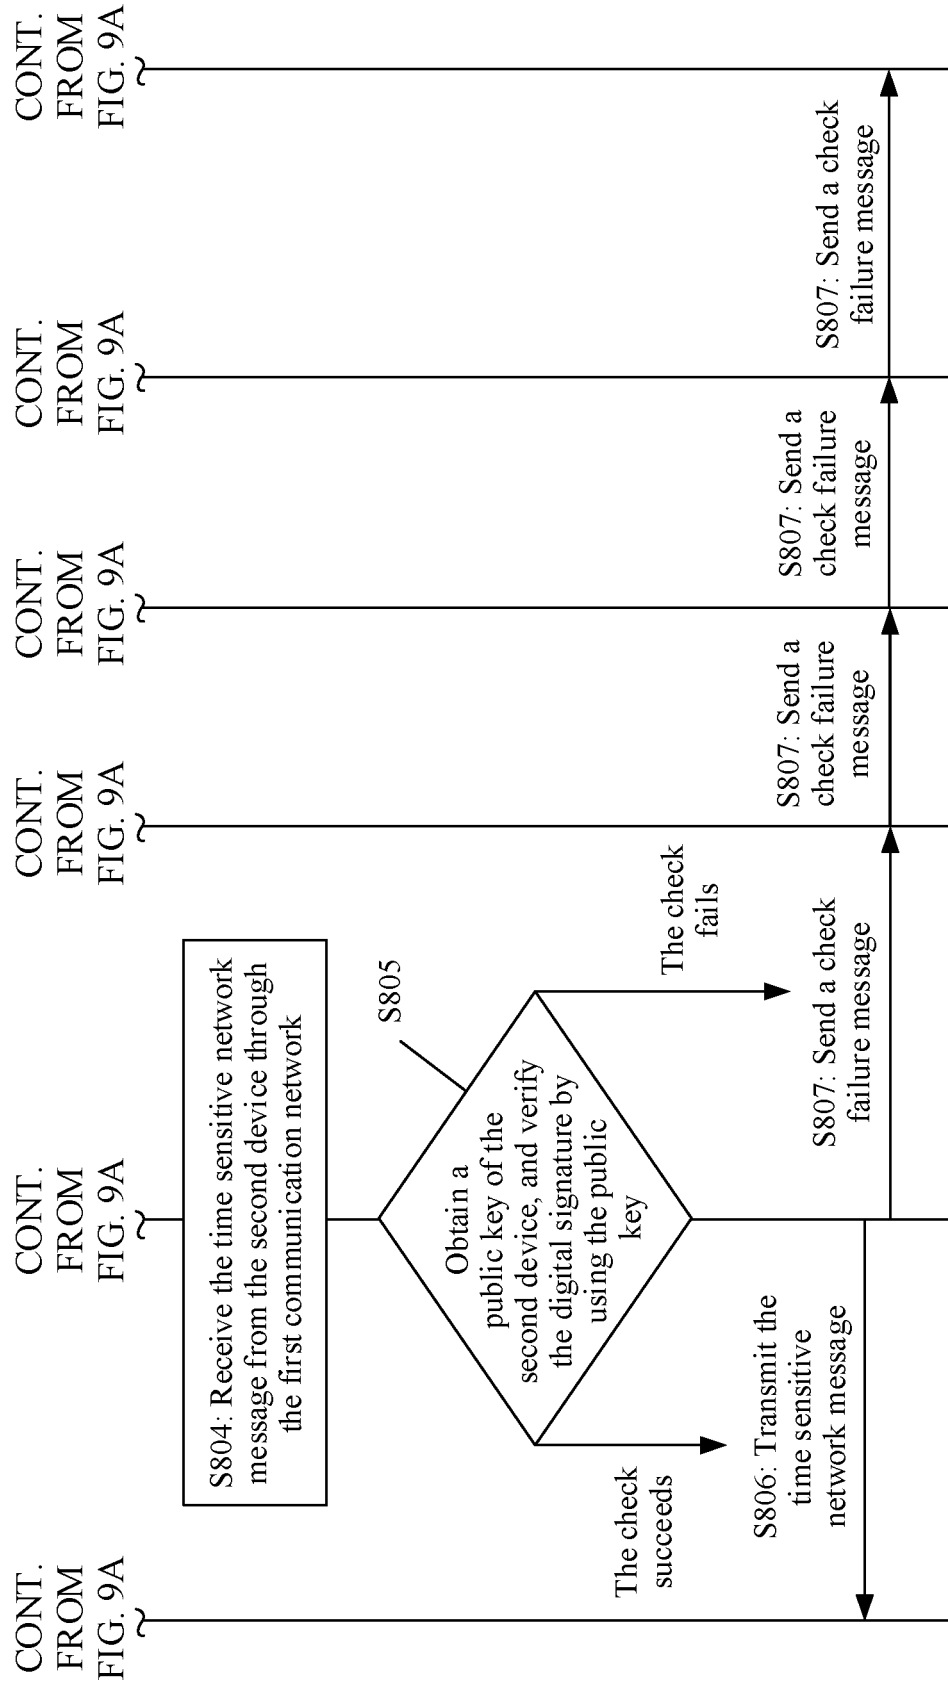 CONT.
FROM
FIG. 9A
CONT.
FROM
FIG. 9A
CONT.
FROM
FIG. 9A
CONT.
FROM
FIG. 9A
CONT.
FROM
FIG. 9A
CONT.
FROM
FIG. 9A
S804: Receive the time sensitive network
message from the second device through
the first communication network
S805
Obtain a
public key of the
second device, and verify
the digital signature by
using the public
key
The check
succeeds
The check
fails
S806: Transmit the
time sensitive
network message
S807: Send a check
failure message
S807: Send a
check failure
message
S807: Send a
check failure
message
S807: Send a check
failure message